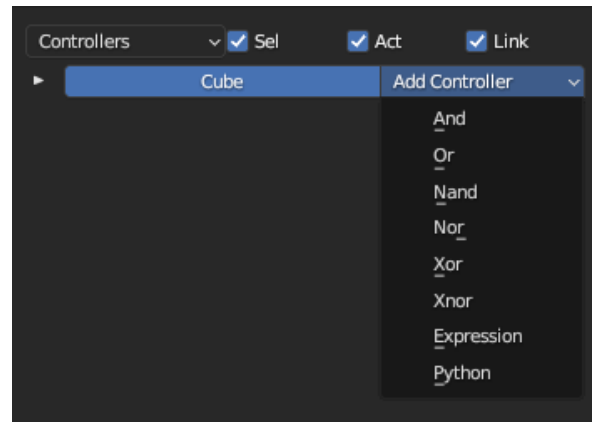 Controllers Sel Act Link
Cube Add Controller
And
Or
Nand
Nor
Xor
Xnor
Expression
Python